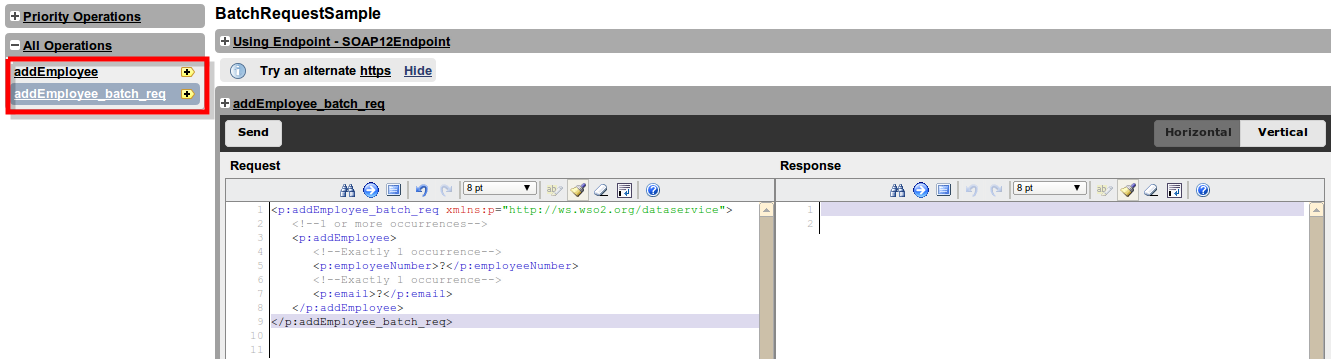 Priority Operations
All Operations
addEmployee
addEmployee_batch_req
BatchRequestSample
Using Endpoint - SOAP12Endpoint
Try an alternate https Hide
addEmployee_batch_req
Send
Horizontal Vertical
Request
8 pt
1 <p:addEmployee_batch_req xmlns:p="http://ws.wso2.org/dataservice">
2 <!--1 or more occurrences-->
3 <p:addEmployee>
4 <!--Exactly 1 occurrence-->
5 <p:employeeNumber>?</p:employeeNumber>
6 <!--Exactly 1 occurrence-->
7 <p:email>?</p:email>
8 </p:addEmployee>
9 </p:addEmployee_batch_req>
10
11
Response
8 pt
1
2